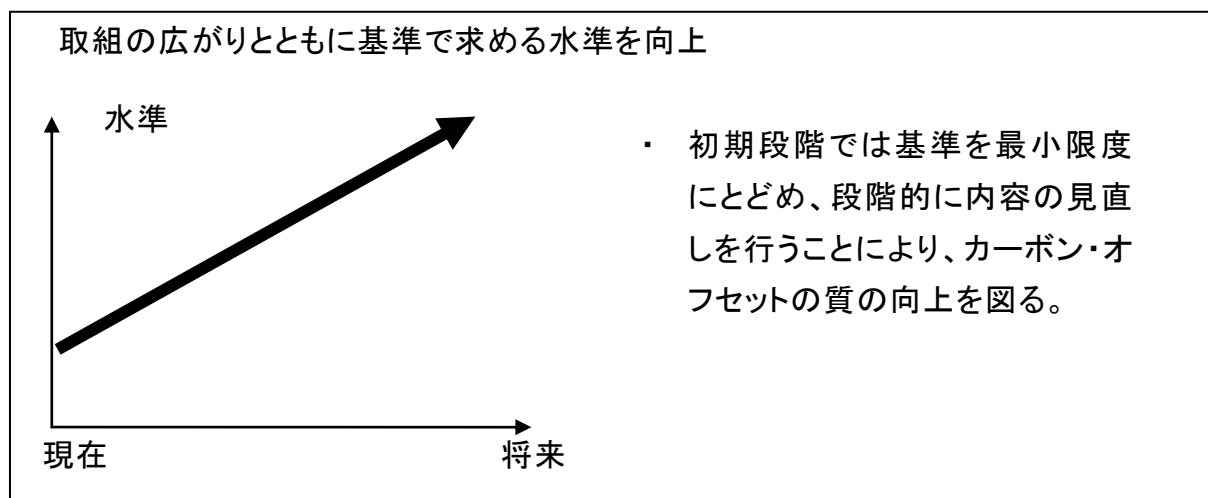 取組の広がりとともに基準で求める水準を向上
水準
・ 初期段階では基準を最小限度
にとどめ、段階的に内容の見直
しを行うことにより、カーボン・オ
フセットの質の向上を図る。
現在
将来